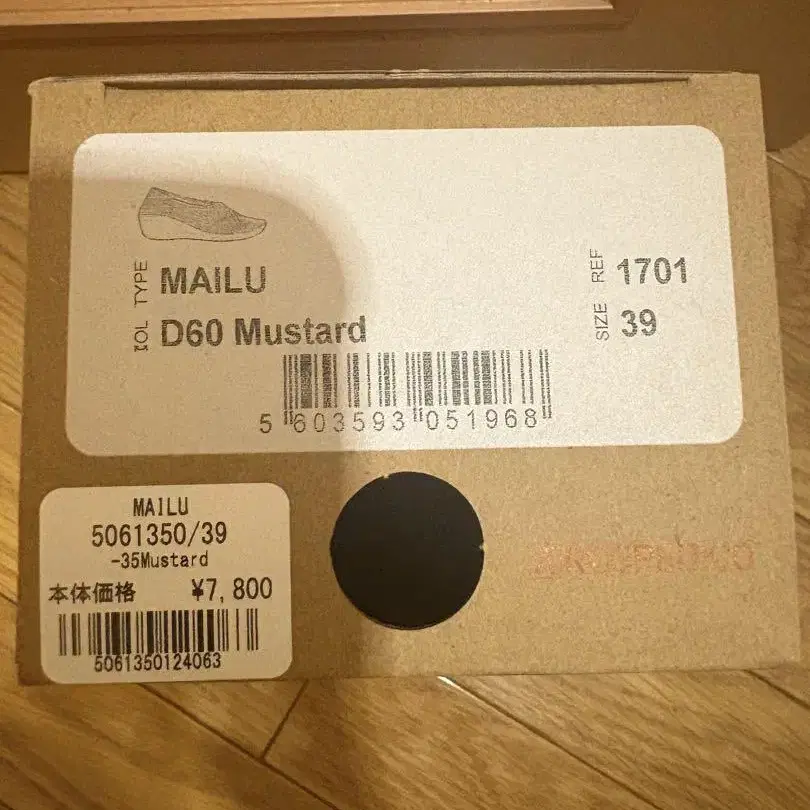 TYPE MAILU
COL D60 Mustard
REF 1701
SIZE 39
5 603593 051968
MAILU
5061350/39
-35Mustard
本体価格 ¥7,800
5061350124063